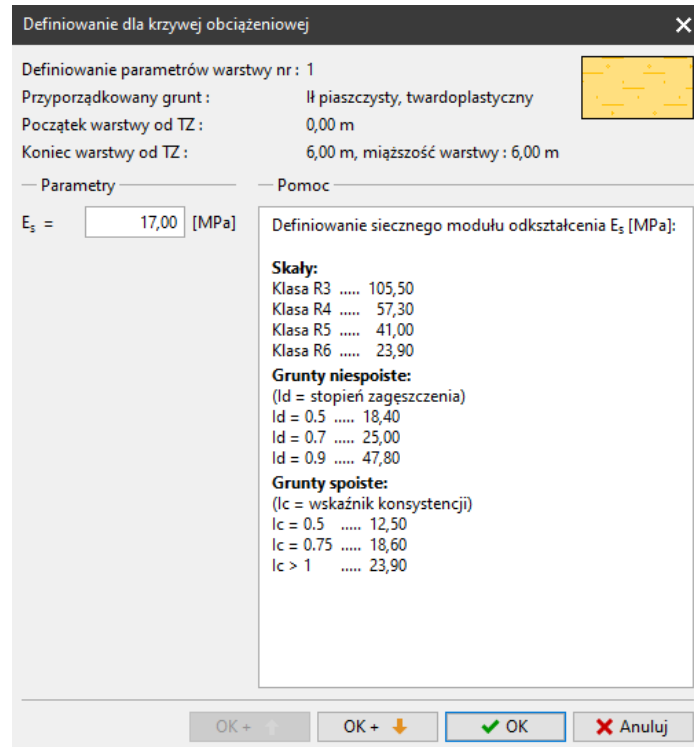 Definiowanie dla krzywej obciążeniowej
Definiowanie parametrów warstwy nr : 1
Przyporządkowany grunt : Ił piaszczysty, twardoplastyczny
Początek warstwy od TZ : 0,00 m
Koniec warstwy od TZ : 6,00 m, miąższość warstwy : 6,00 m
Parametry
Es = 17,00 [MPa]
Pomoc
Definiowanie siecznego modułu odkształcenia Es [MPa]:
Skały:
Klasa R3 ..... 105,50
Klasa R4 ..... 57,30
Klasa R5 ..... 41,00
Klasa R6 ..... 23,90
Grunty niespoiste:
(Id = stopień zagęszczenia)
Id = 0.5 ..... 18,40
Id = 0.7 ..... 25,00
Id = 0.9 ..... 47,80
Grunty spoiste:
(Ic = wskaźnik konsystencji)
Ic = 0.5 ..... 12,50
Ic = 0.75 ..... 18,60
Ic > 1 ..... 23,90
OK + OK + OK Anuluj